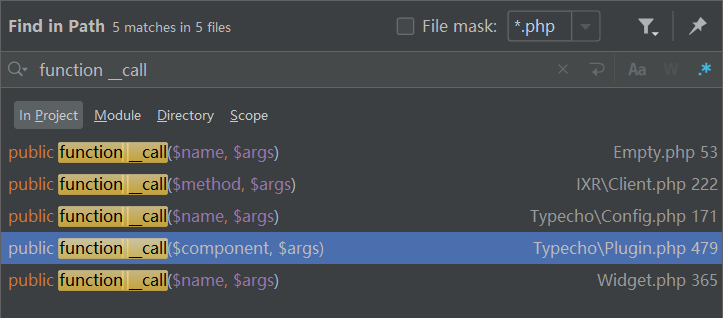 Find in Path 5 matches in 5 files File mask: *.php
function __call Aa W .*
In Project Module Directory Scope
public function __call($name, $args) Empty.php 53
public function __call($method, $args) IXR\Client.php 222
public function __call($name, $args) Typecho\Config.php 171
public function __call($component, $args) Typecho\Plugin.php 479
public function __call($name, $args) Widget.php 365